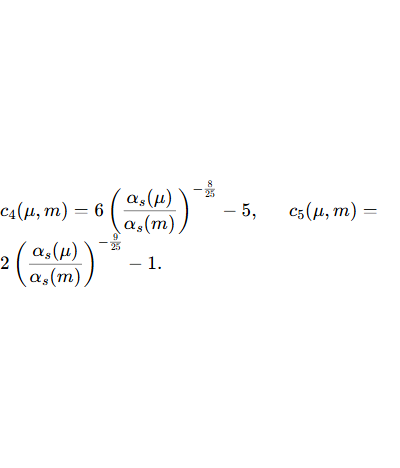 c₄(μ, m) = 6 (αₛ(μ)/αₛ(m))^(−8/25) − 5,   c₅(μ, m) =
2 (αₛ(μ)/αₛ(m))^(−9/25) − 1.